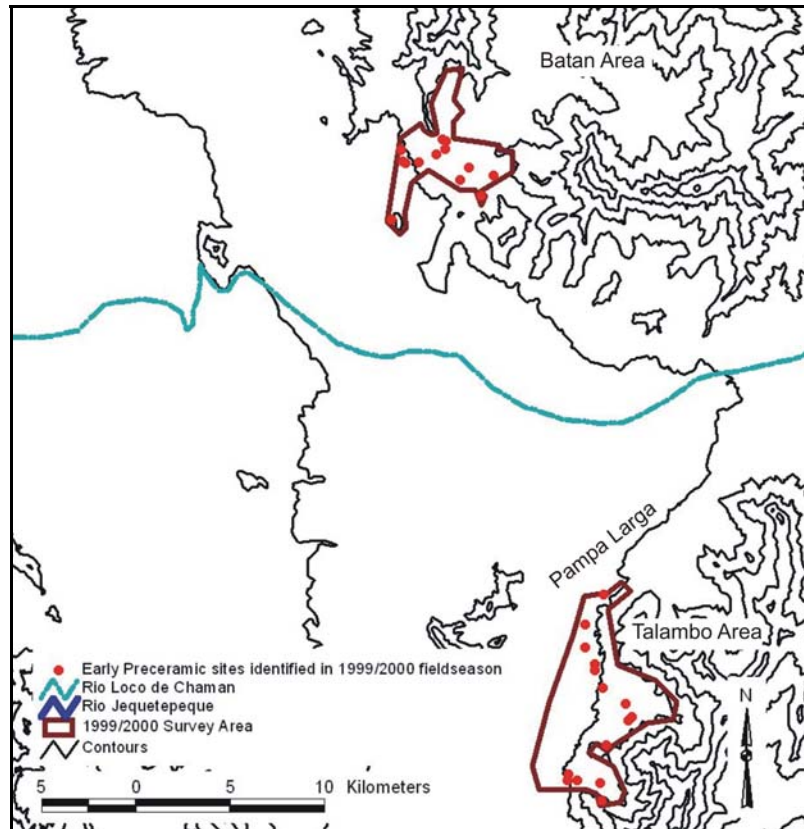 Batan Area
Pampa Larga
Talambo Area
Early Preceramic sites identified in 1999/2000 fieldseason
Rio Loco de Chaman
Rio Jequetepeque
1999/2000 Survey Area
Contours
N
5 0 5 10 Kilometers